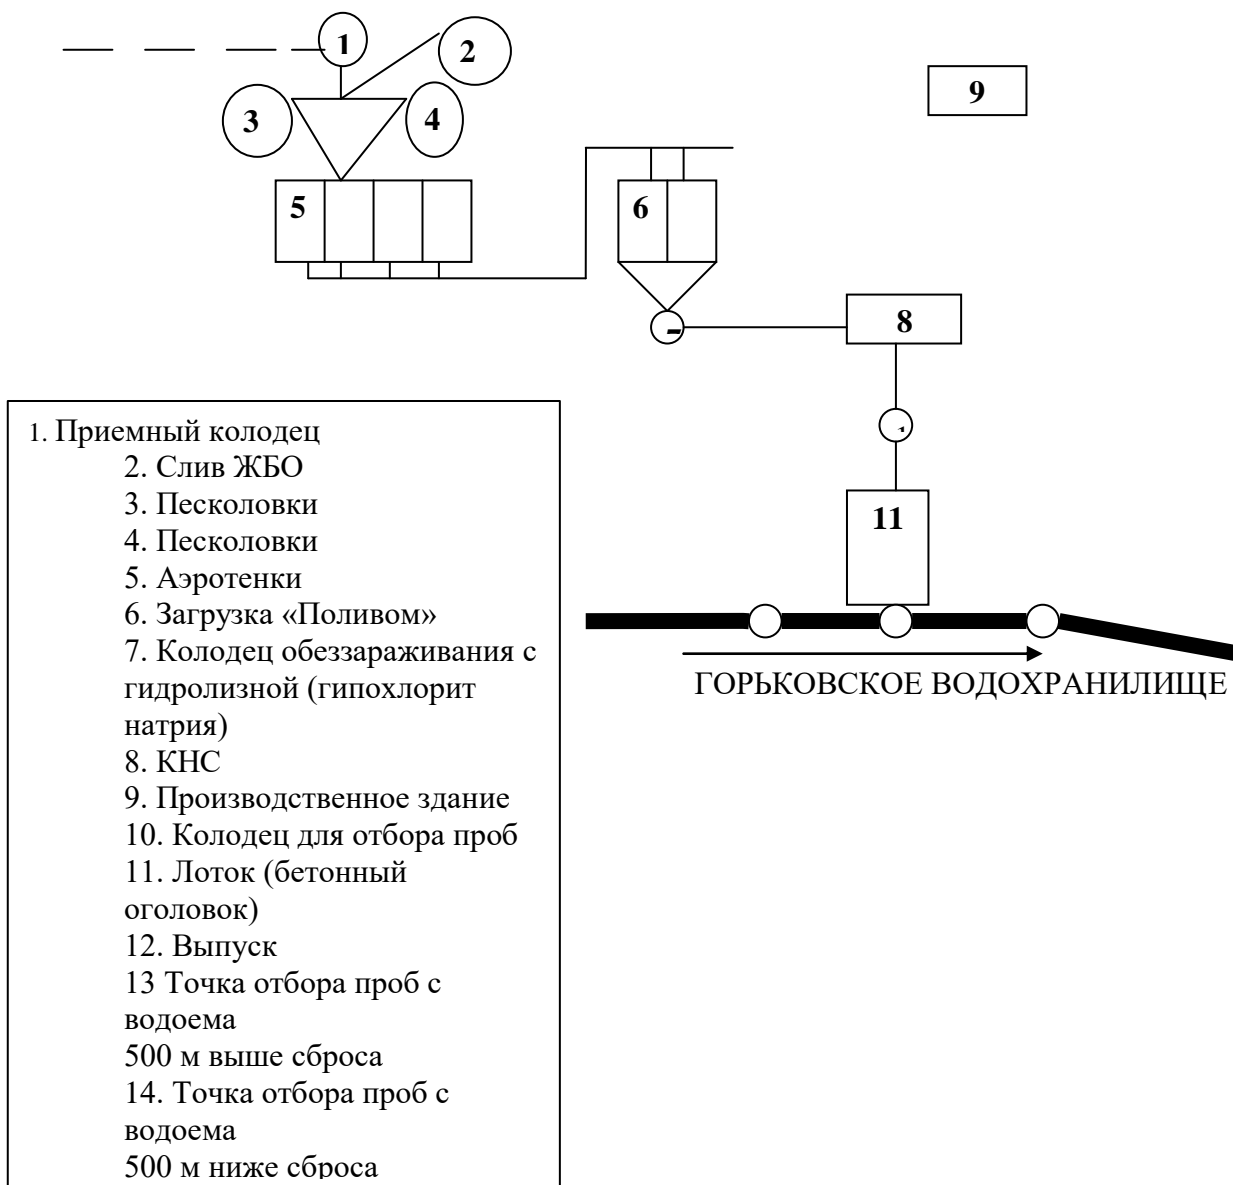 1
2
3
4
9
5
6
8
11
ГОРЬКОВСКОЕ ВОДОХРАНИЛИЩЕ
1. Приемный колодец
2. Слив ЖБО
3. Песколовки
4. Песколовки
5. Аэротенки
6. Загрузка «Поливом»
7. Колодец обеззараживания с
гидролизной (гипохлорит
натрия)
8. КНС
9. Производственное здание
10. Колодец для отбора проб
11. Лоток (бетонный
оголовок)
12. Выпуск
13 Точка отбора проб с
водоема
500 м выше сброса
14. Точка отбора проб с
водоема
500 м ниже сброса